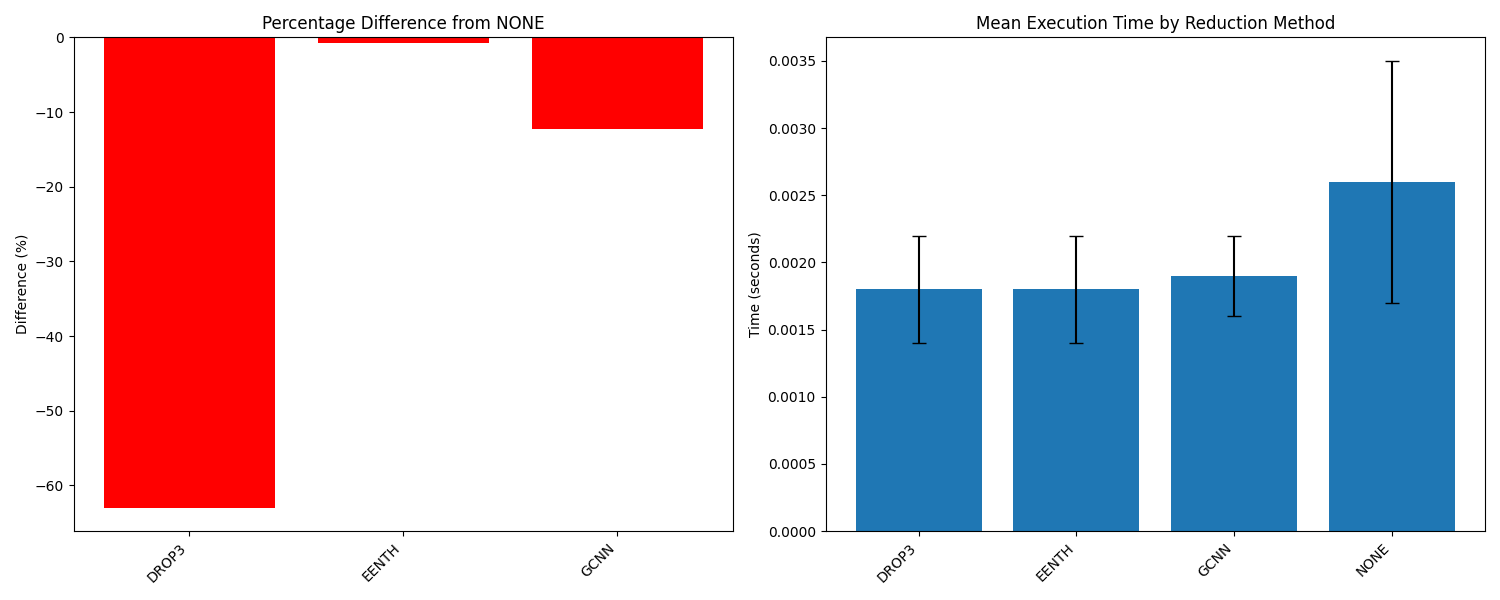 Percentage Difference from NONE
Difference (%)
0
−10
−20
−30
−40
−50
−60
DROP3
EENTH
GCNN
Mean Execution Time by Reduction Method
Time (seconds)
0.0035
0.0030
0.0025
0.0020
0.0015
0.0010
0.0005
0.0000
DROP3
EENTH
GCNN
NONE